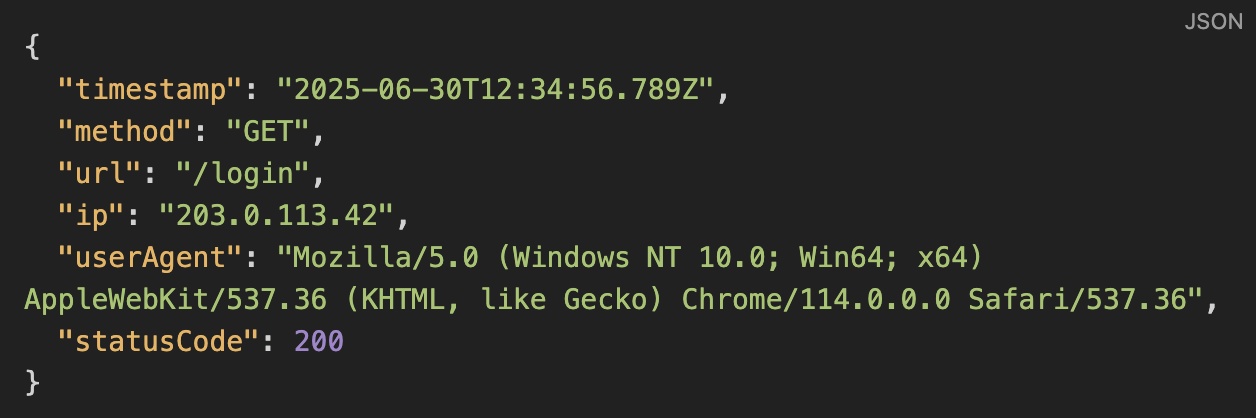 JSON
{
"timestamp": "2025-06-30T12:34:56.789Z",
"method": "GET",
"url": "/login",
"ip": "203.0.113.42",
"userAgent": "Mozilla/5.0 (Windows NT 10.0; Win64; x64)
AppleWebKit/537.36 (KHTML, like Gecko) Chrome/114.0.0.0 Safari/537.36",
"statusCode": 200
}